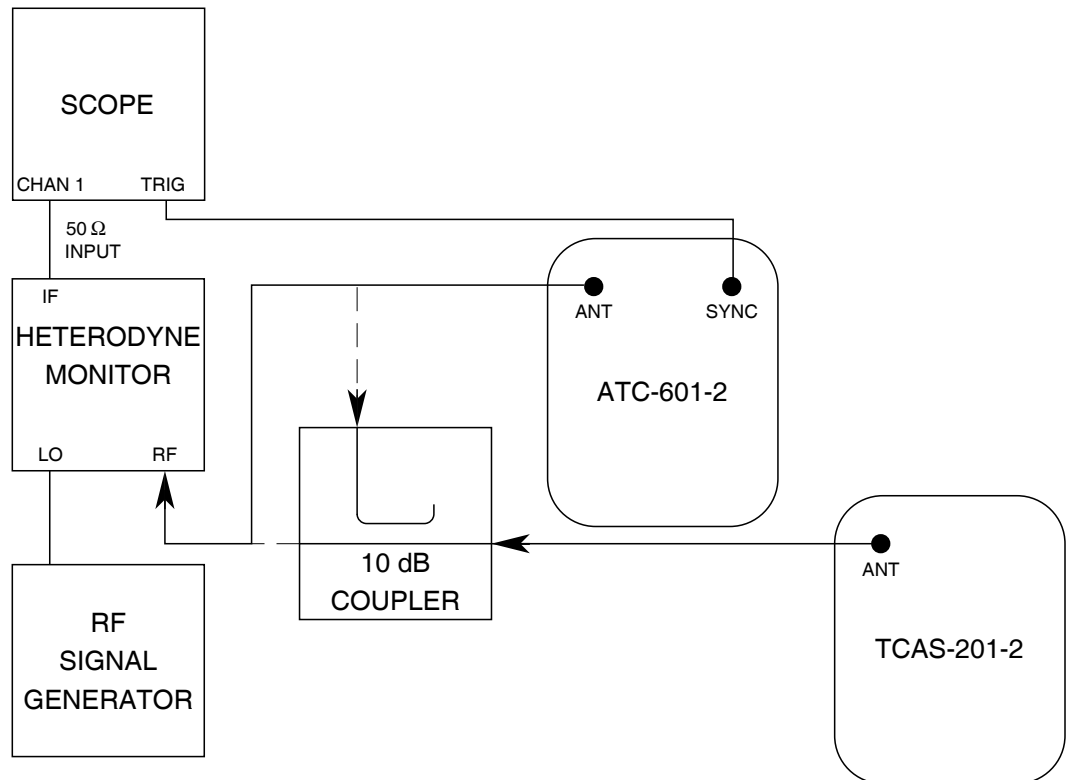 SCOPE
CHAN 1
TRIG
50 Ω
INPUT
IF
HETERODYNE
MONITOR
LO
RF
ANT
SYNC
ATC-601-2
10 dB
COUPLER
ANT
TCAS-201-2
RF
SIGNAL
GENERATOR